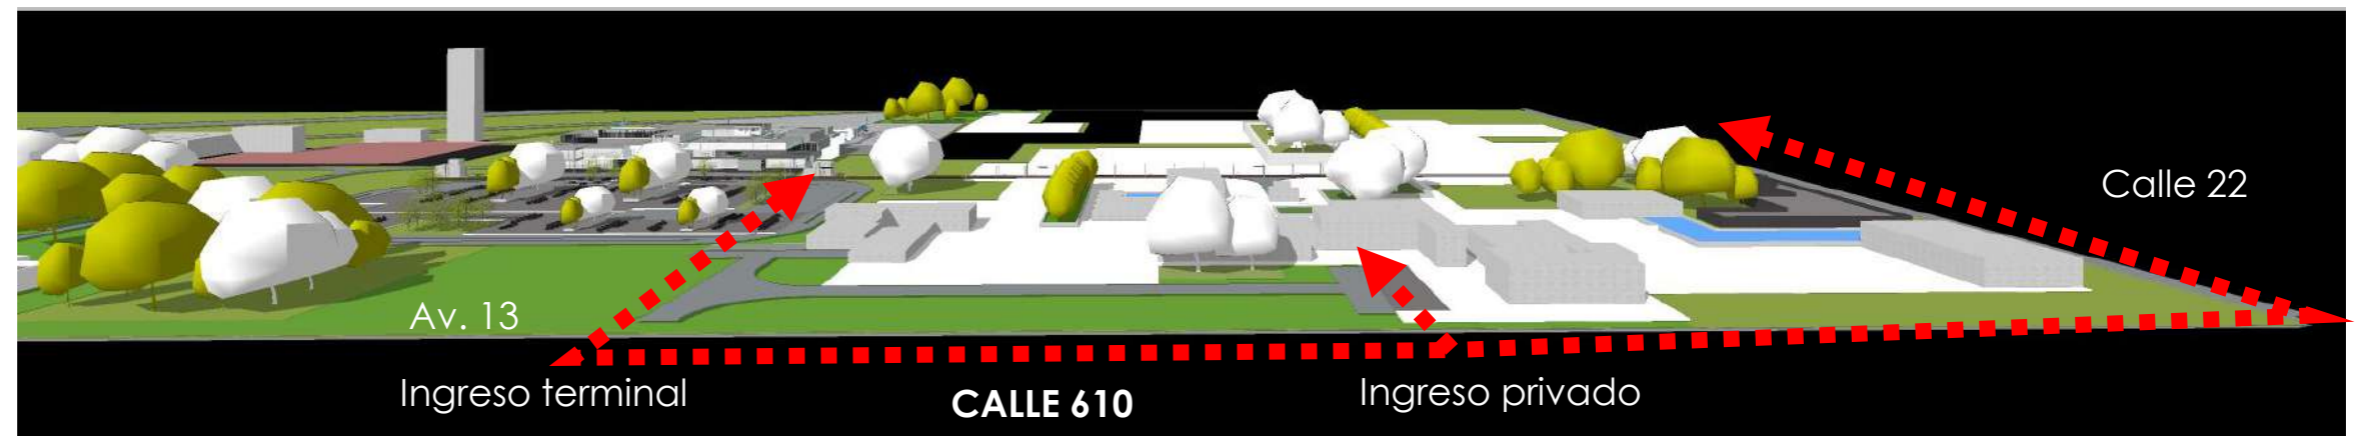 Calle 22
Av. 13
Ingreso terminal
CALLE 610
Ingreso privado